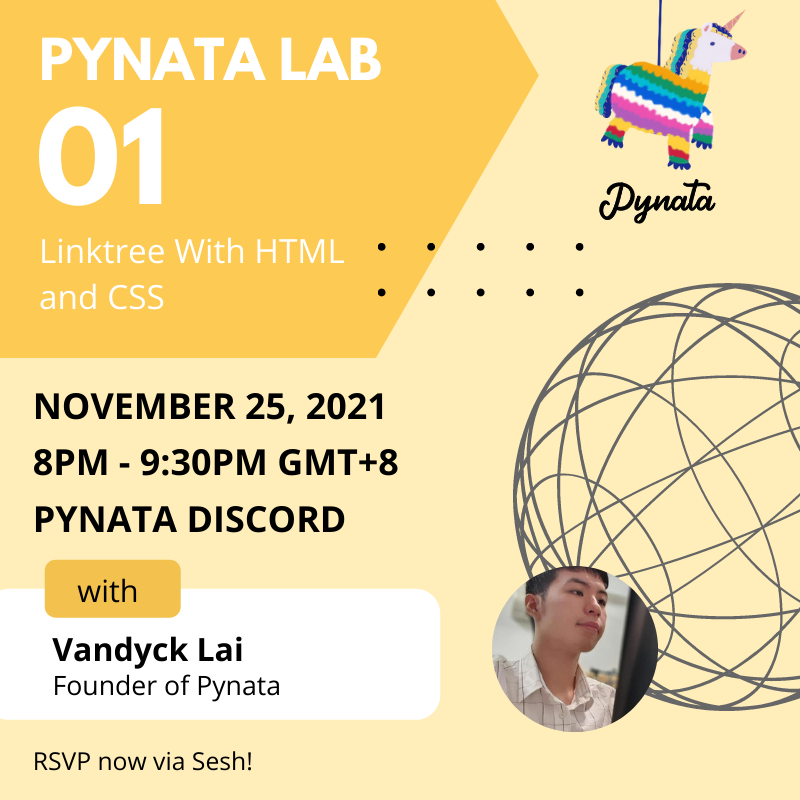 PYNATA LAB
01
Linktree With HTML
and CSS
Pynata
NOVEMBER 25, 2021
8PM - 9:30PM GMT+8
PYNATA DISCORD
with
Vandyck Lai
Founder of Pynata
RSVP now via Sesh!